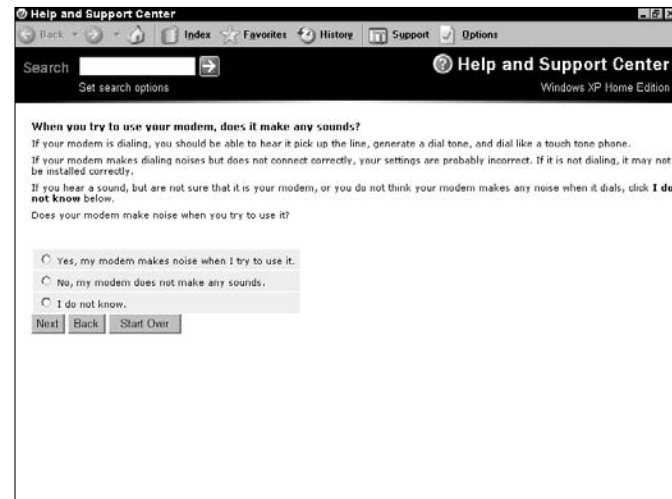 Help and Support Center
Back Index Favorites History Support Options
Search
Help and Support Center
Set search options
Windows XP Home Edition
When you try to use your modem, does it make any sounds?
If your modem is dialing, you should be able to hear it pick up the line, generate a dial tone, and dial like a touch tone phone.
If your modem makes dialing noises but does not connect correctly, your settings are probably incorrect. If it is not dialing, it may not
be installed correctly.
If you hear a sound, but are not sure that it is your modem, or you do not think your modem makes any noise when it dials, click I do
not know below.
Does your modem make noise when you try to use it?
Yes, my modem makes noise when I try to use it.
No, my modem does not make any sounds.
I do not know.
Next Back Start Over